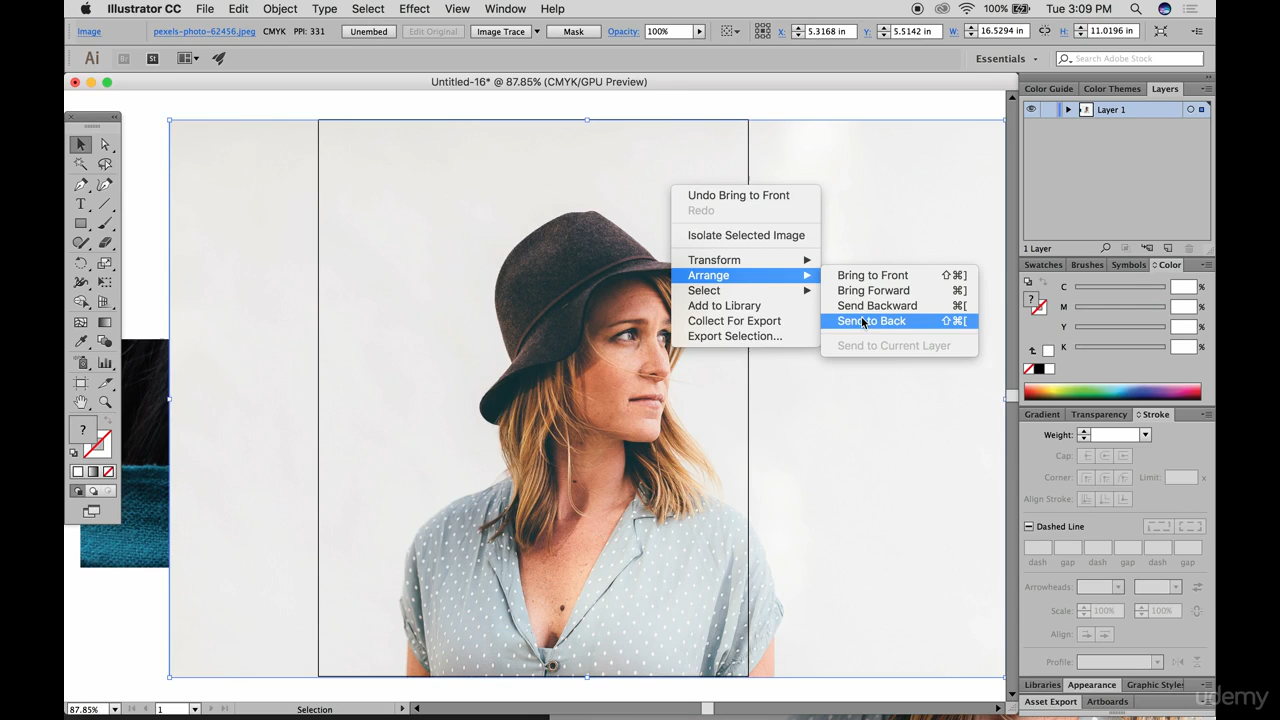 Illustrator CC File Edit Object Type Select Effect View Window Help 100% Tue 3:09 PM
Image pexels-photo-62456.jpeg CMYK PPI: 331 Unembed Edit Original Image Trace Mask Opacity: 100% X: 5.3168 in Y: 5.5142 in W: 16.5294 in H: 11.0196 in
Ai St Essentials Search Adobe Stock
Untitled-16* @ 87.85% (CMYK/GPU Preview)
Color Guide Color Themes Layers
Layer 1
Undo Bring to Front
Redo
Isolate Selected Image
Transform
Arrange
Select
Add to Library
Collect For Export
Export Selection...
Bring to Front ⇧⌘]
Bring Forward ⌘]
Send Backward ⌘[
Send to Back ⇧⌘[
Send to Current Layer
1 Layer
Swatches Brushes Symbols Color
C %
M %
Y %
K %
?
?
Gradient Transparency Stroke
Weight:
Cap:
Corner: Limit: x
Align Stroke:
Dashed Line
dash gap dash gap dash gap
Arrowheads:
Scale: 100% 100%
Align:
Profile:
Libraries Appearance Graphic Styles
Asset Export Artboards
87.85% 1 Selection
udemy